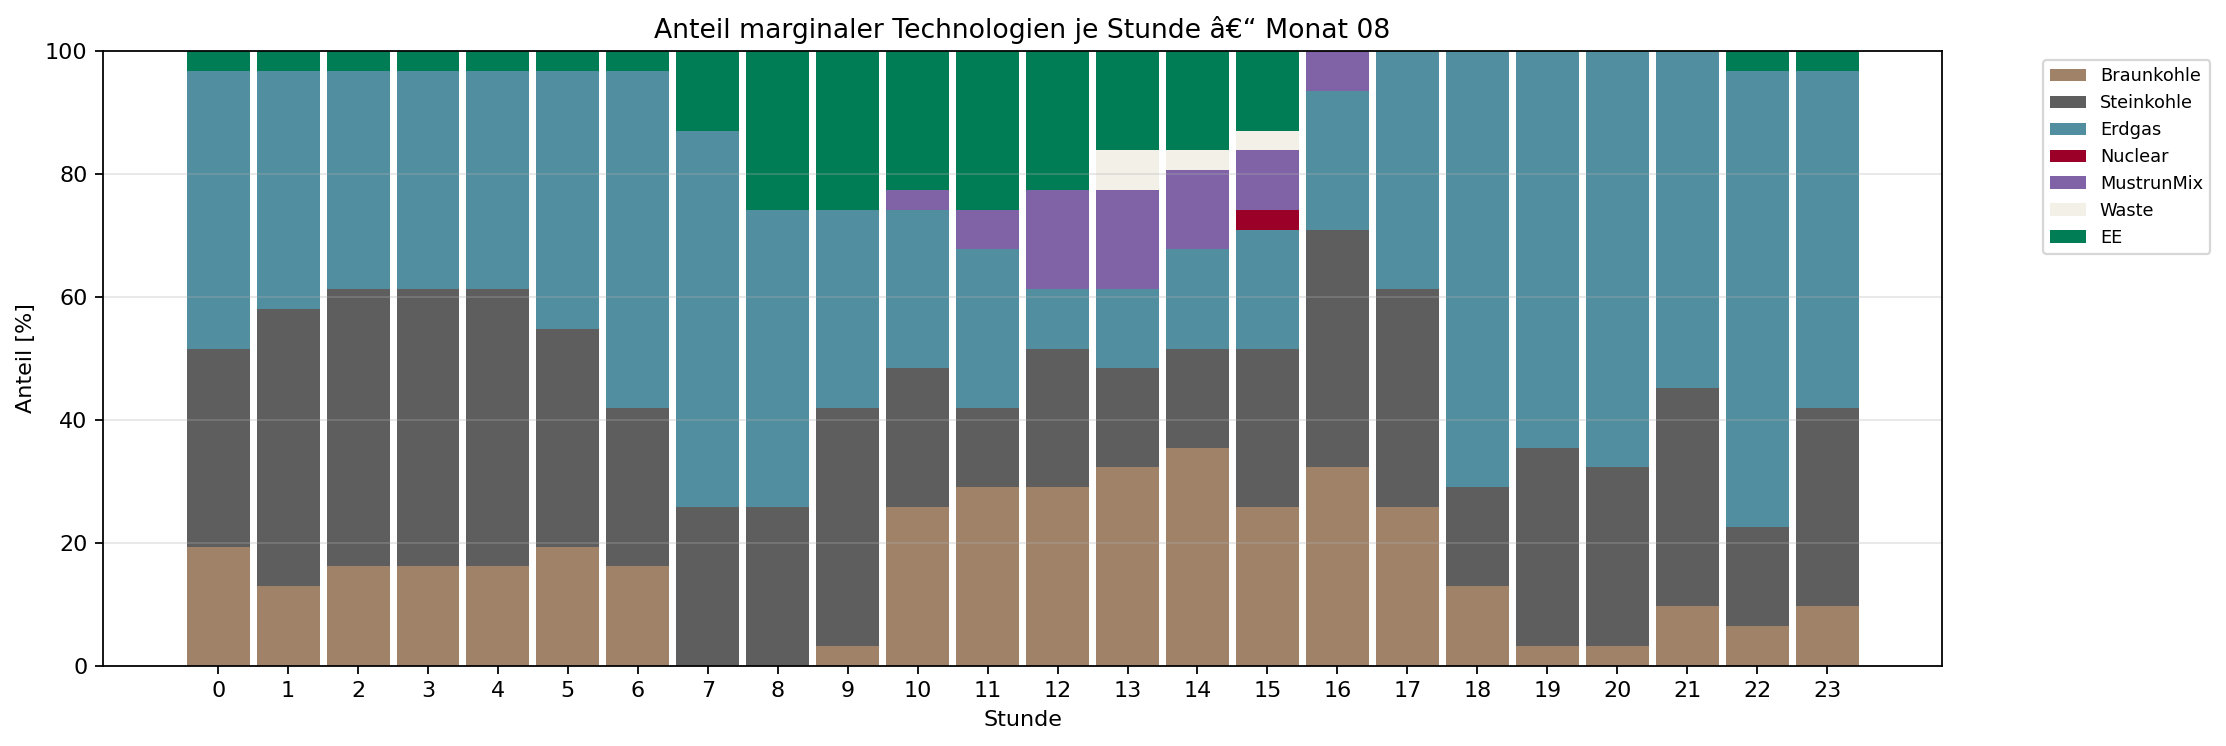 Anteil marginaler Technologien je Stunde â€“ Monat 08
Anteil [%]
100
80
60
40
20
0
0 1 2 3 4 5 6 7 8 9 10 11 12 13 14 15 16 17 18 19 20 21 22 23
Stunde
Braunkohle
Steinkohle
Erdgas
Nuclear
MustrunMix
Waste
EE